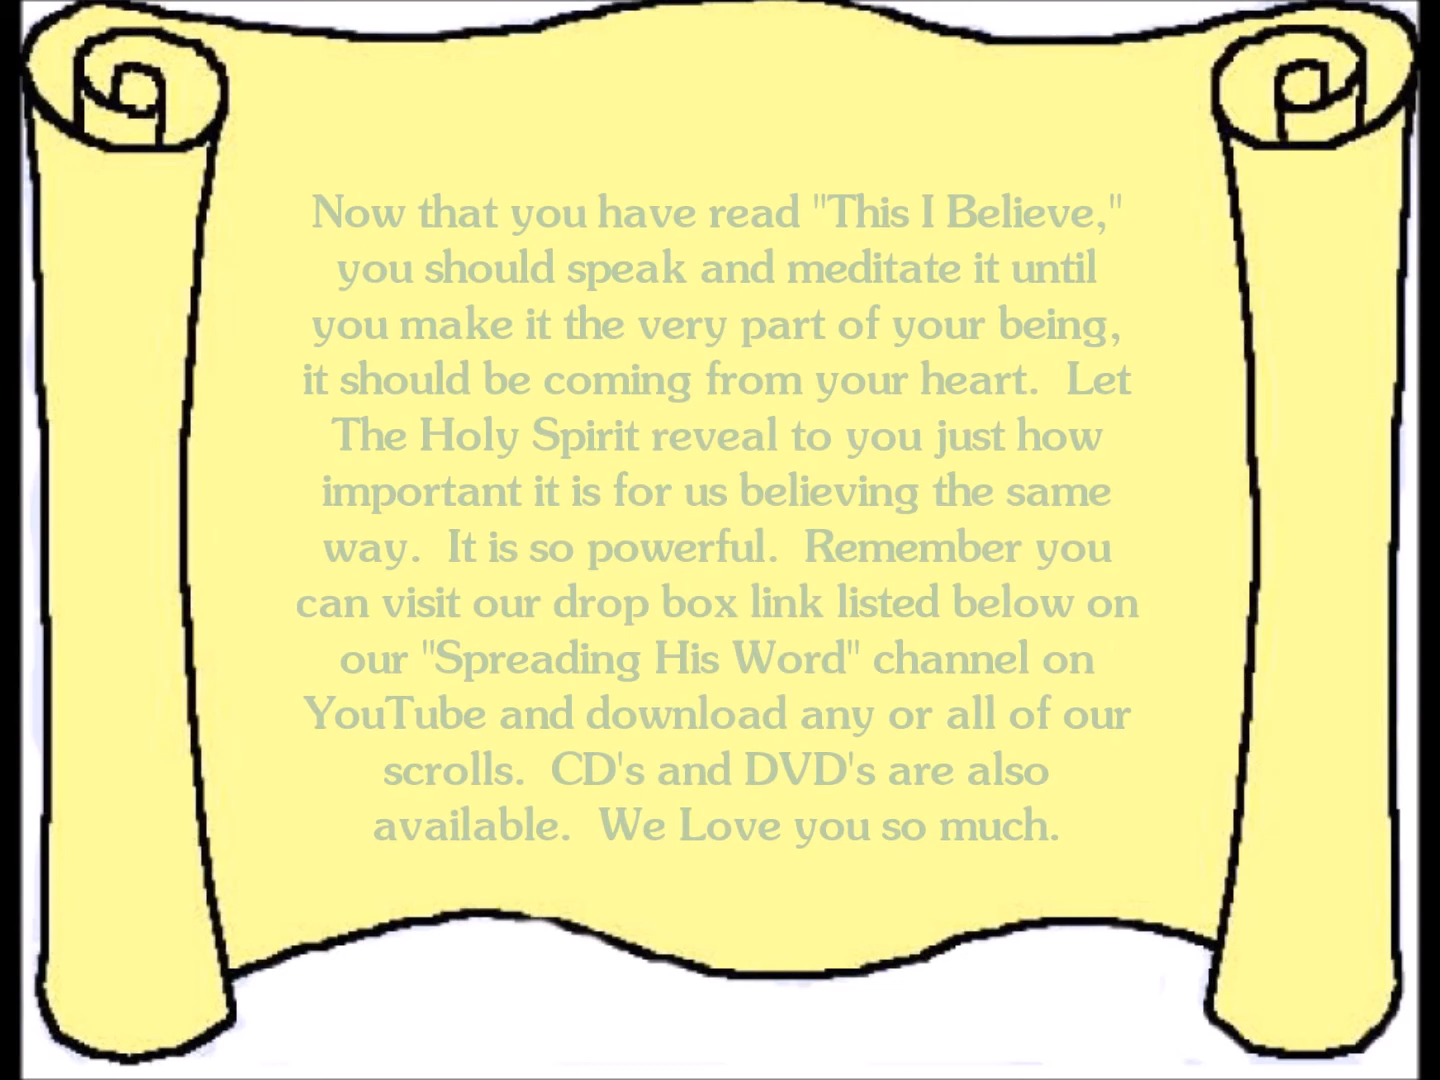 Now that you have read "This I Believe,"
you should speak and meditate it until
you make it the very part of your being,
it should be coming from your heart.  Let
The Holy Spirit reveal to you just how
important it is for us believing the same
way.  It is so powerful.  Remember you
can visit our drop box link listed below on
our "Spreading His Word" channel on
YouTube and download any or all of our
scrolls.  CD's and DVD's are also
available.  We Love you so much.